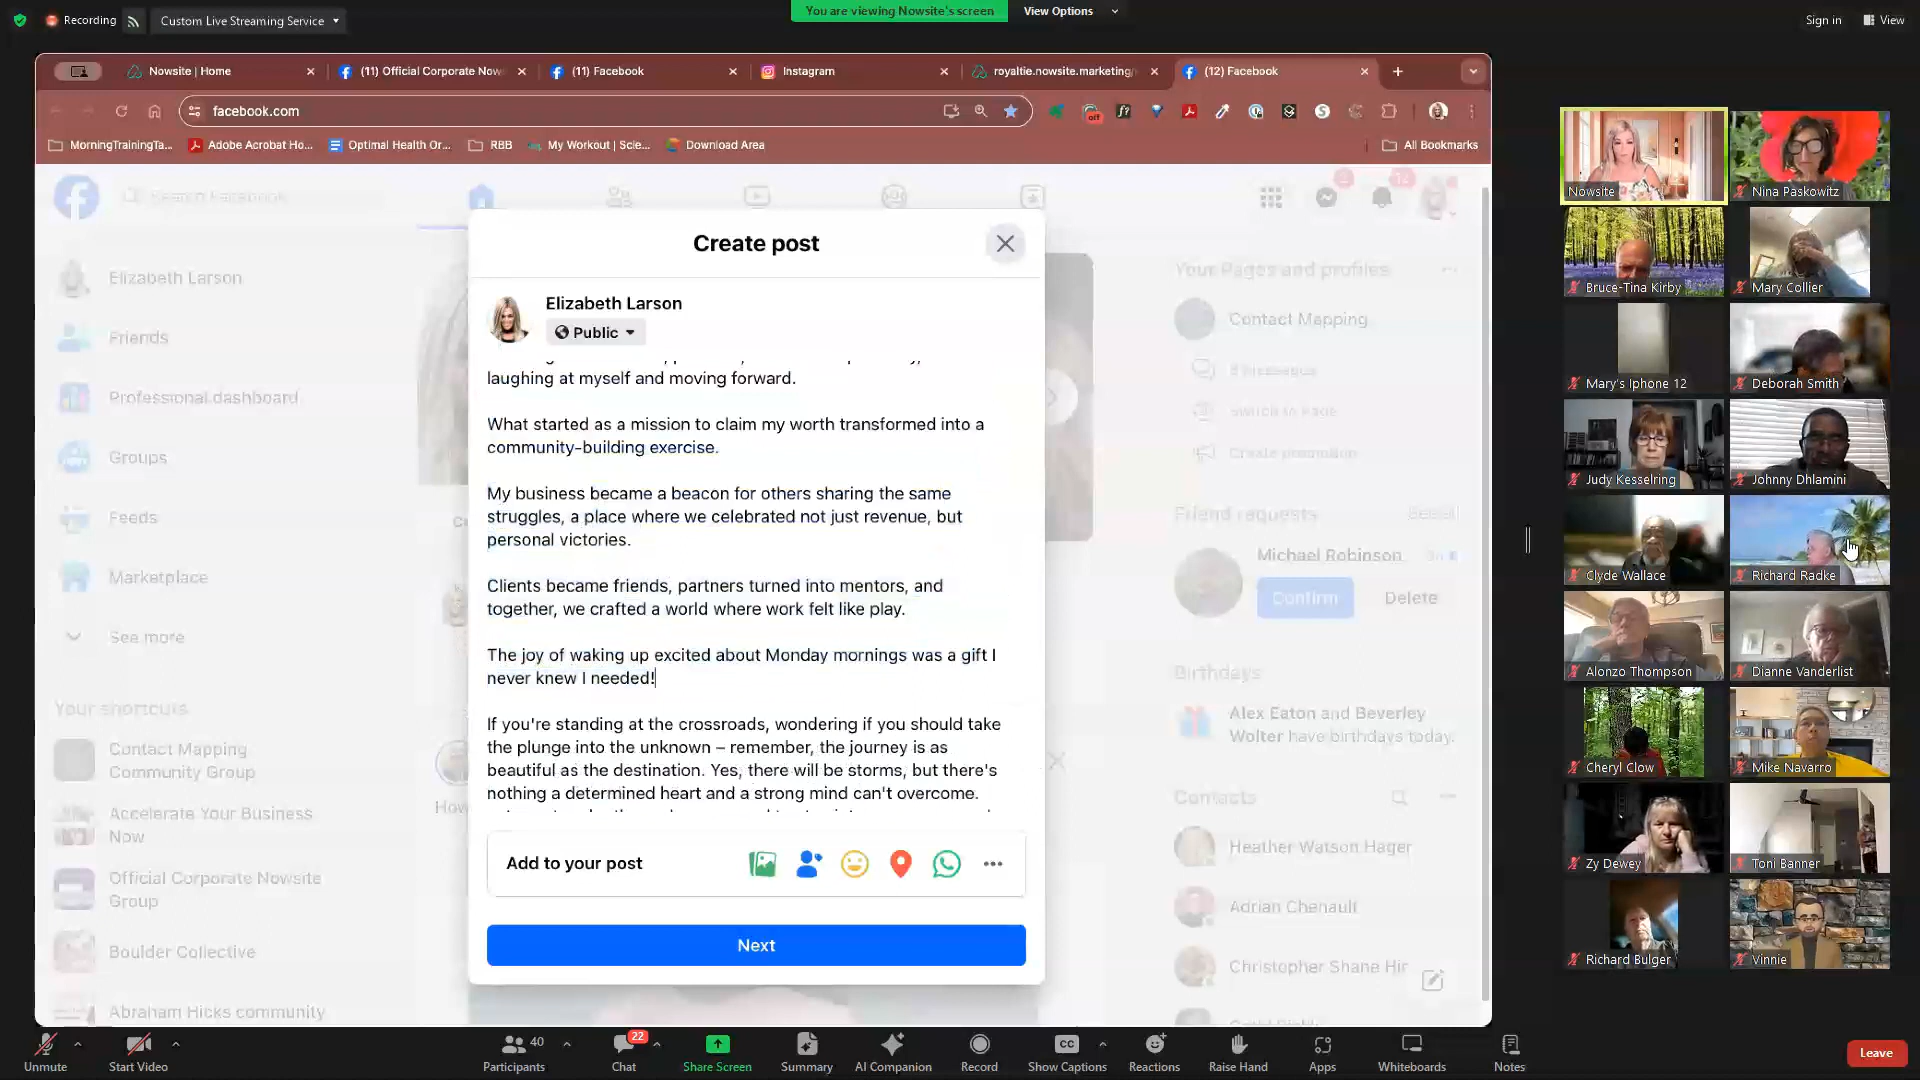 Recording
Custom Live Streaming Service
You are viewing Nowsite's screen
View Options
Sign in
View
Nowsite | Home
(11) Official Corporate Now
(11) Facebook
Instagram
royaltie.nowsite.marketing/
(12) Facebook
facebook.com
off
MorningTrainingTa...
Adobe Acrobat Ho...
Optimal Health Or...
RBB
My Workout | Scie...
Download Area
All Bookmarks
Search Facebook
Elizabeth Larson
Friends
Professional dashboard
Groups
Feeds
Marketplace
See more
Your shortcuts
Contact Mapping
Community Group
Accelerate Your Business
Now
Official Corporate Nowsite
Group
Boulder Collective
Abraham Hicks community
Create post
Elizabeth Larson
Public
laughing at myself and moving forward.
What started as a mission to claim my worth transformed into a
community-building exercise.
My business became a beacon for others sharing the same
struggles, a place where we celebrated not just revenue, but
personal victories.
Clients became friends, partners turned into mentors, and
together, we crafted a world where work felt like play.
The joy of waking up excited about Monday mornings was a gift I
never knew I needed!
If you're standing at the crossroads, wondering if you should take
the plunge into the unknown – remember, the journey is as
beautiful as the destination. Yes, there will be storms, but there's
nothing a determined heart and a strong mind can't overcome.
Add to your post
Next
How
Your Pages and profiles
Contact Mapping
Switch to Page
Create promotion
Friend requests
See all
Michael Robinson
Confirm
Delete
Birthdays
Alex Eaton and Beverley
Wolter have birthdays today.
Contacts
Heather Watson Hager
Adrian Chenault
Christopher Shane Hir
Nowsite
Nina Paskowitz
Bruce-Tina Kirby
Mary Collier
Mary's Iphone 12
Deborah Smith
Judy Kesselring
Johnny Dhlamini
Clyde Wallace
Richard Radke
Alonzo Thompson
Dianne Vanderlist
Cheryl Clow
Mike Navarro
Zy Dewey
Toni Banner
Richard Bulger
Vinnie
Unmute
Start Video
Participants
40
Chat
22
Share Screen
Summary
AI Companion
Record
CC
Show Captions
Reactions
Raise Hand
Apps
Whiteboards
Notes
Leave